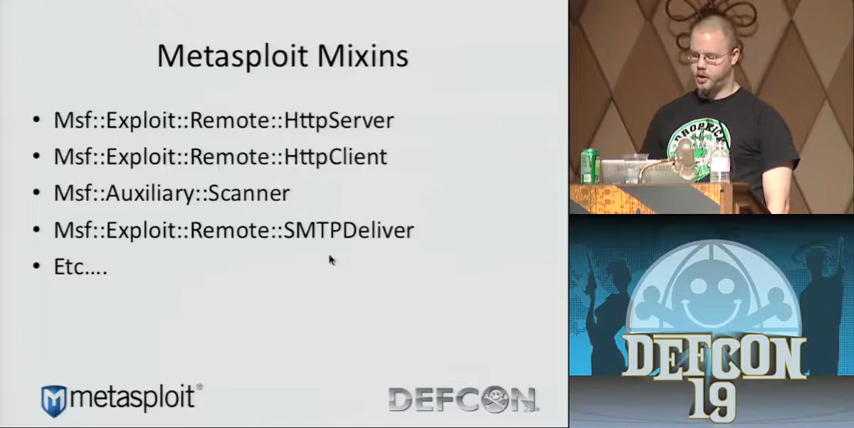 Metasploit Mixins
• Msf::Exploit::Remote::HttpServer
• Msf::Exploit::Remote::HttpClient
• Msf::Auxiliary::Scanner
• Msf::Exploit::Remote::SMTPDeliver
• Etc….
metasploit®
DEFCON
DROPKICK
DEFCON
19